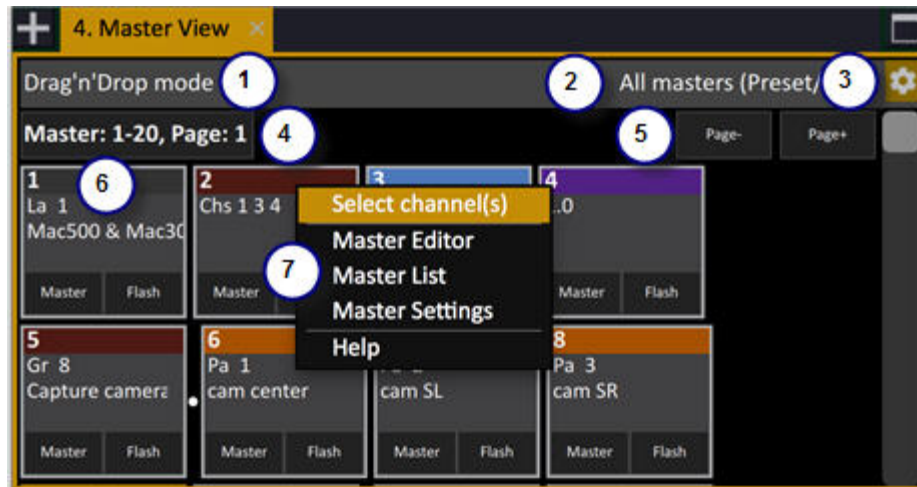 4. Master View ×
Drag'n'Drop mode 1 2 All masters (Preset/ 3
Master: 1-20, Page: 1 4 5 Page- Page+
1 6 2 3 4
La 1 Chs 1 3 4 .0
Mac500 & Mac30
Master Flash Master Master Flash
Select channel(s)
Master Editor
7 Master List
Master Settings
Help
5 6 8
Gr 8 Pa 1 Pa 3
Capture camera cam center cam SL cam SR
Master Flash Master Flash Master Flash Master Flash